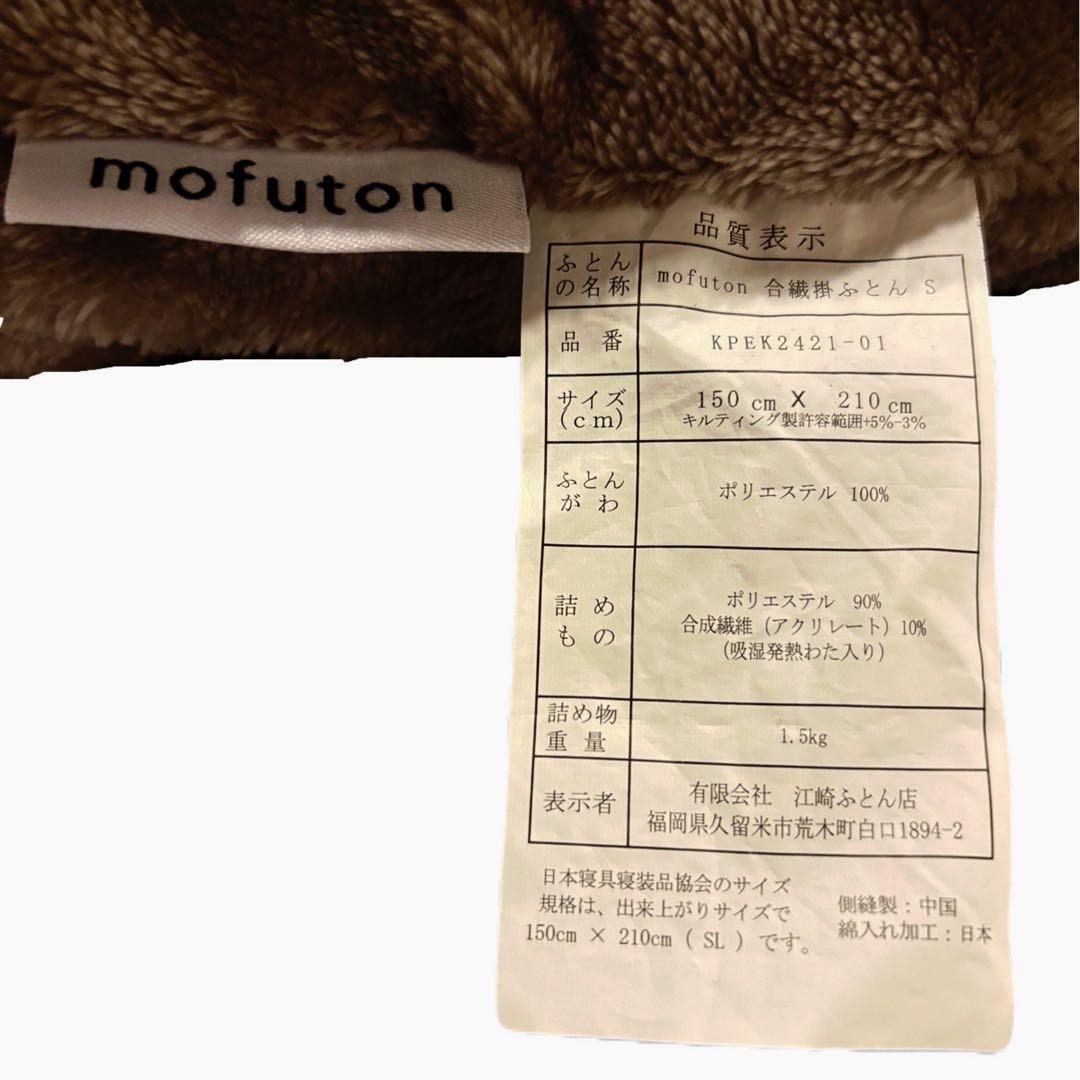 mofuton
品質表示
ふとん
の名称
mofuton 合繊掛ふとん S
品 番
KPEK2421-01
サイズ
(cm)
150 cm X 210 cm
キルティング製許容範囲+5%-3%
ふとん
が わ
ポリエステル 100%
詰 め
も の
ポリエステル 90%
合成繊維（アクリレート）10%
（吸湿発熱わた入り）
詰め物
重 量
1.5kg
表示者
有限会社 江崎ふとん店
福岡県久留米市荒木町白口1894-2
日本寝具寝装品協会のサイズ
規格は、出来上がりサイズで
150cm × 210cm ( SL ) です。
側縫製：中国
綿入れ加工：日本